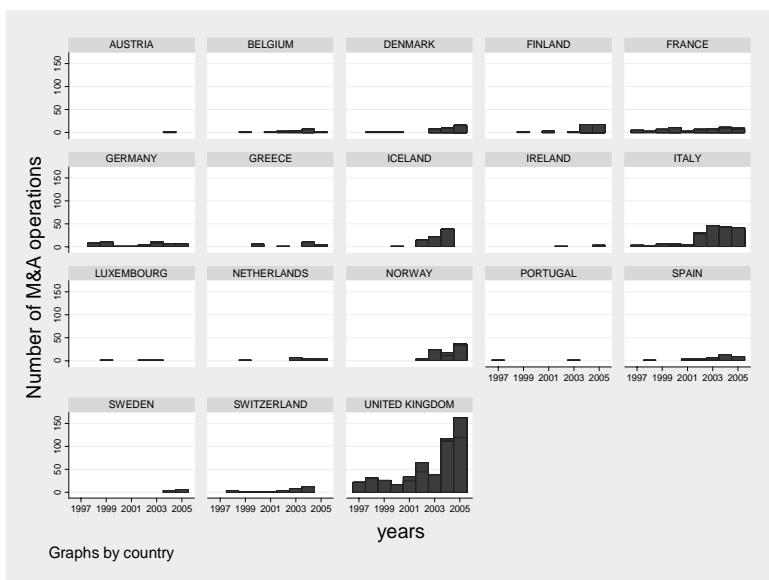 AUSTRIA BELGIUM DENMARK FINLAND FRANCE
0 50 100 150
GERMANY GREECE ICELAND IRELAND ITALY
0 50 100 150
LUXEMBOURG NETHERLANDS NORWAY PORTUGAL SPAIN
0 50 100 150
1997 1999 2001 2003 2005 1997 1999 2001 2003 2005
SWEDEN SWITZERLAND UNITED KINGDOM
0 50 100 150
1997 1999 2001 2003 2005 1997 1999 2001 2003 2005 1997 1999 2001 2003 2005
Number of M&A operations
years
Graphs by country